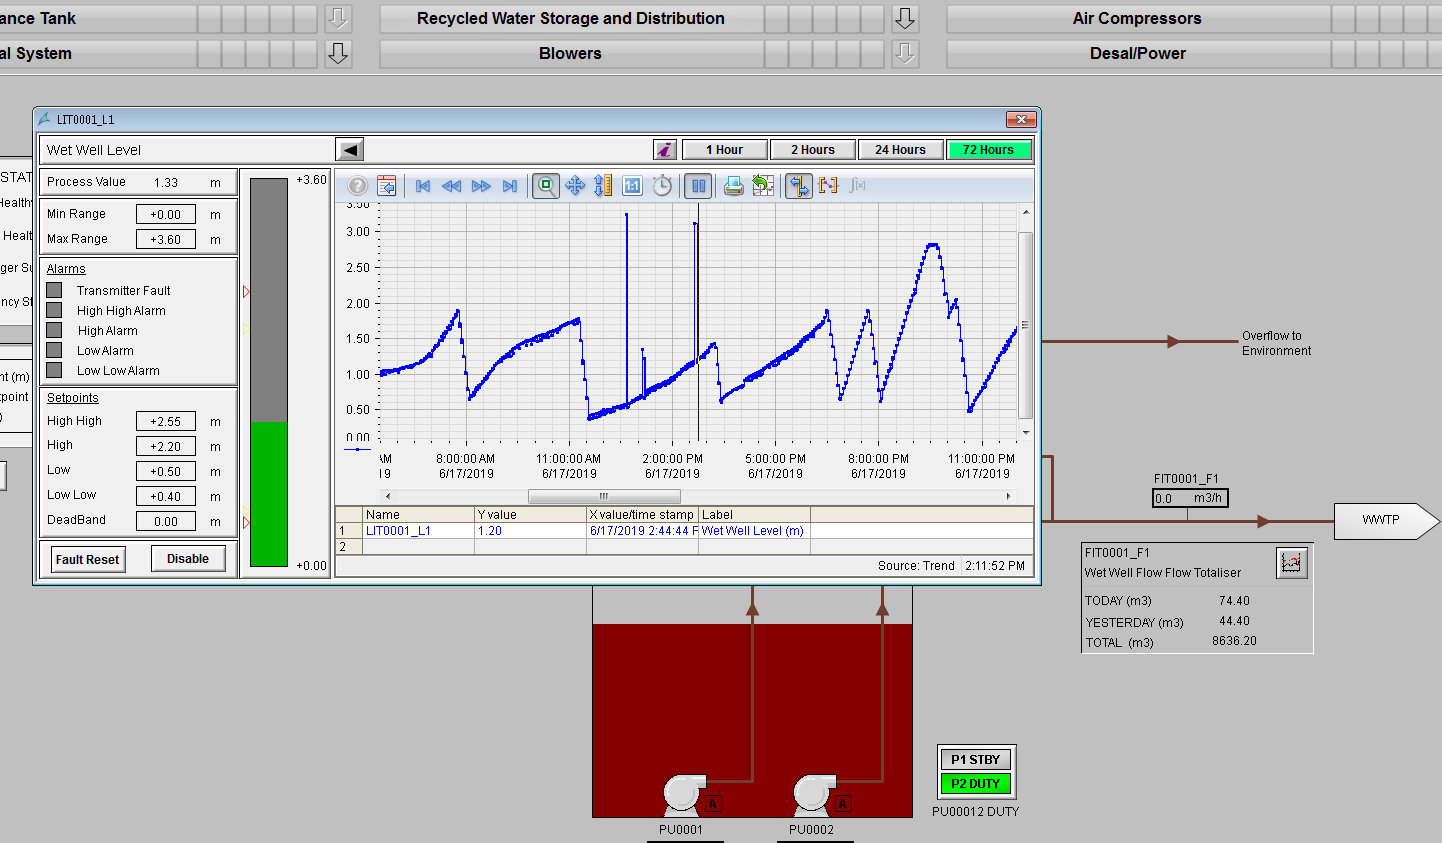 ance Tank
Recycled Water Storage and Distribution
Air Compressors
al System
Blowers
Desal/Power
LIT0001_L1
Wet Well Level
1 Hour
2 Hours
24 Hours
72 Hours
Process Value 1.33 m
Min Range +0.00 m
Max Range +3.60 m
Alarms
Transmitter Fault
High High Alarm
High Alarm
Low Alarm
Low Low Alarm
Setpoints
High High +2.55 m
High +2.20 m
Low +0.50 m
Low Low +0.40 m
DeadBand 0.00 m
Fault Reset
Disable
+3.60
+0.00
1:1
f(x)
3.50
3.00
2.50
2.00
1.50
1.00
0.50
0.00
8:00:00 AM 11:00:00 AM 2:00:00 PM 5:00:00 PM 8:00:00 PM 11:00:00 PM
6/17/2019 6/17/2019 6/17/2019 6/17/2019 6/17/2019 6/17/2019
Name Y value X value/time stamp Label
1 LIT0001_L1 1.20 6/17/2019 2:44:44 P Wet Well Level (m)
2
Source: Trend 2:11:52 PM
STAT
Health
Healt
ger Su
ncy St
nt (m)
tpoint
)
Overflow to
Environment
FIT0001_F1
0.0 m3/h
WWTP
FIT0001_F1
Wet Well Flow Flow Totaliser
TODAY (m3) 74.40
YESTERDAY (m3) 44.40
TOTAL (m3) 8636.20
A
A
PU0001
PU0002
P1 STBY
P2 DUTY
PU00012 DUTY